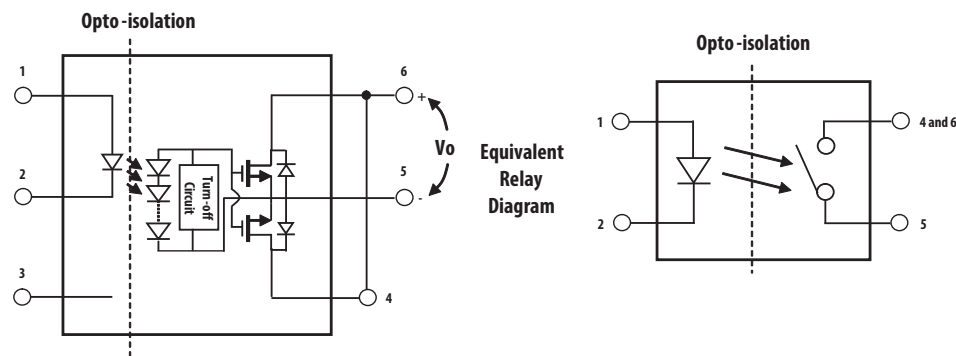 Opto-isolation
1
2
3
Turn-off
Circuit
6
+
Vo
5
-
4
Equivalent
Relay
Diagram
Opto-isolation
1
2
4 and 6
5